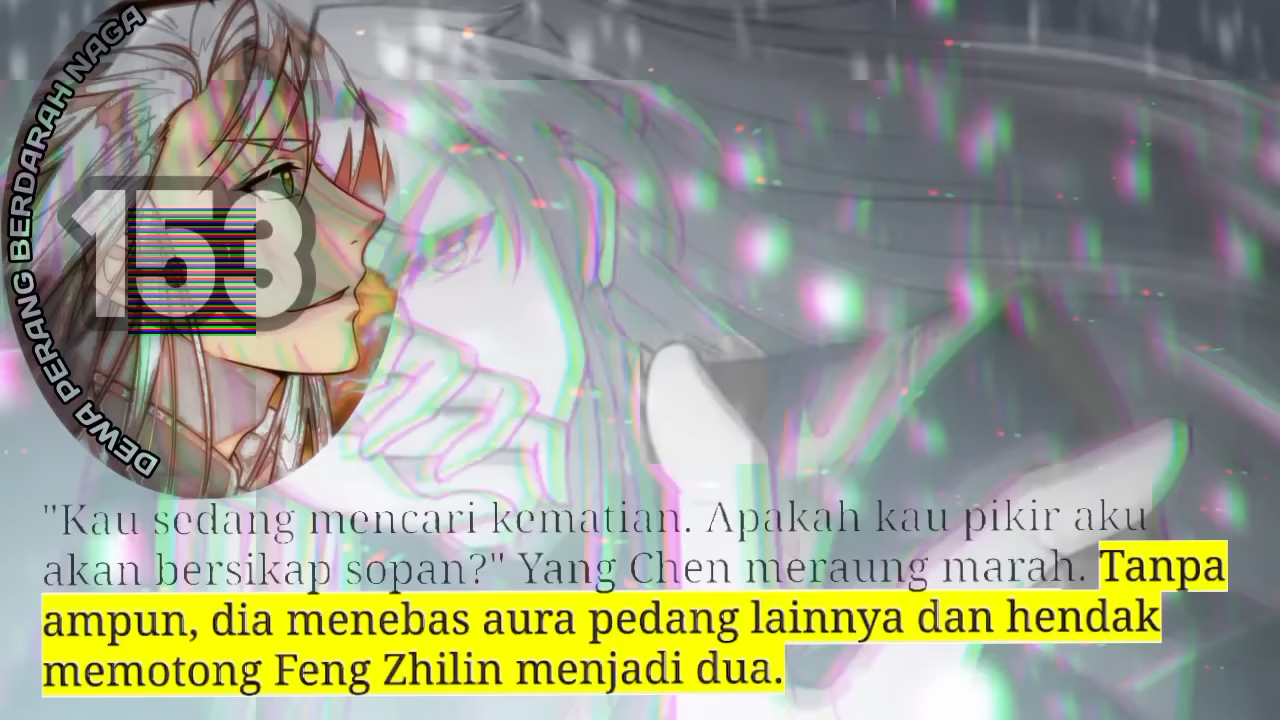 DEWA PERANG BERDARAH NAGA
153
"Kau sedang mencari kematian. Apakah kau pikir aku
akan bersikap sopan?" Yang Chen meraung marah. Tanpa
ampun, dia menebas aura pedang lainnya dan hendak
memotong Feng Zhilin menjadi dua.